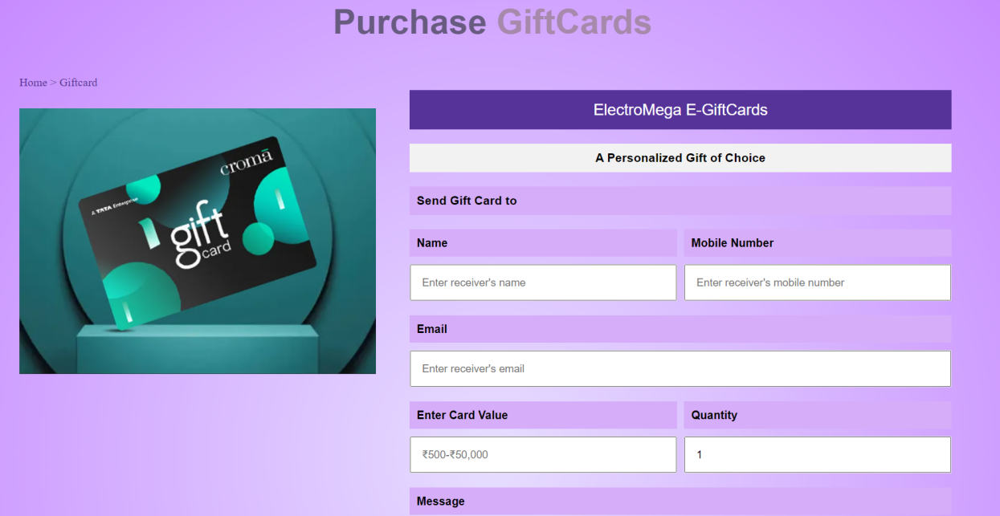 Purchase GiftCards
Home > Giftcard
cromā
A TATA Enterprise
gift
card
ElectroMega E-GiftCards
A Personalized Gift of Choice
Send Gift Card to
Name
Mobile Number
Enter receiver's name
Enter receiver's mobile number
Email
Enter receiver's email
Enter Card Value
Quantity
₹500-₹50,000
1
Message